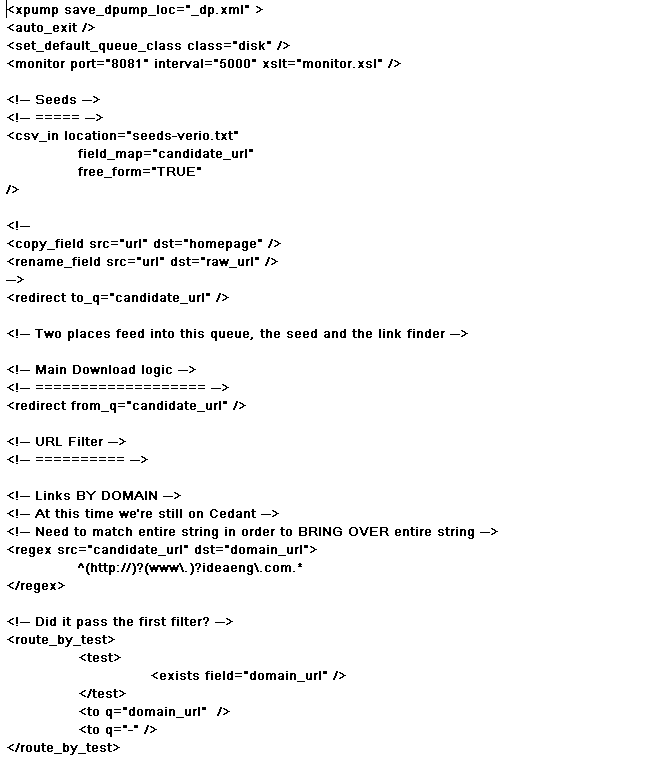 <xpump save_dpump_loc="_dp.xml" >
<auto_exit />
<set_default_queue_class class="disk" />
<monitor port="8081" interval="5000" xslt="monitor.xsl" />
<!-- Seeds -->
<!-- ===== -->
<csv_in location="seeds-verio.txt"
field_map="candidate_url"
free_form="TRUE"
/>
<!--
<copy_field src="url" dst="homepage" />
<rename_field src="url" dst="raw_url" />
-->
<redirect to_q="candidate_url" />
<!-- Two places feed into this queue, the seed and the link finder -->
<!-- Main Download logic -->
<!-- =================== -->
<redirect from_q="candidate_url" />
<!-- URL Filter -->
<!-- ========== -->
<!-- Links BY DOMAIN -->
<!-- At this time we're still on Cedant -->
<!-- Need to match entire string in order to BRING OVER entire string -->
<regex src="candidate_url" dst="domain_url">
^(http://)?(www\.)?ideaeng\.com.*
</regex>
<!-- Did it pass the first filter? -->
<route_by_test>
<test>
<exists field="domain_url" />
</test>
<to q="domain_url"  />
<to q="-" />
</route_by_test>